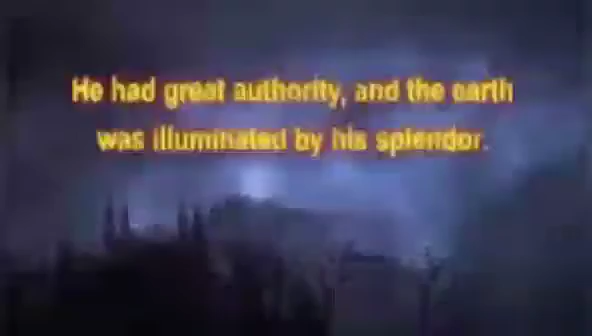 He had great authority, and the earth
was illuminated by his splendor.